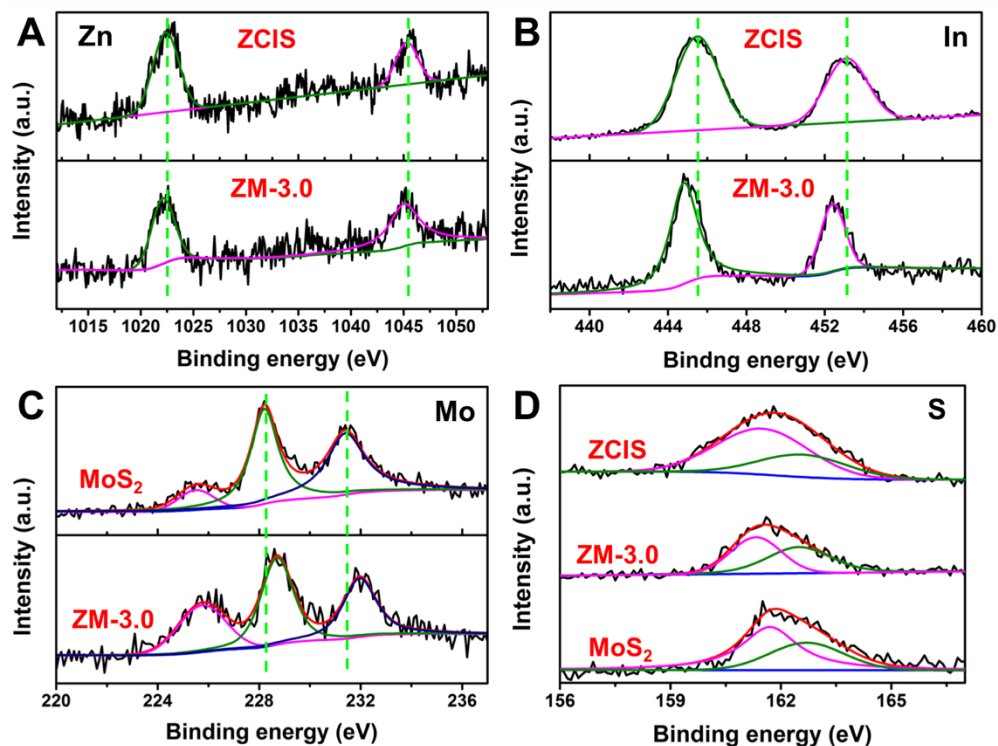 A
Zn
ZCIS
ZM-3.0
Intensity (a.u.)
Intensity (a.u.)
1015 1020 1025 1030 1035 1040 1045 1050
Binding energy (eV)
B
In
ZCIS
ZM-3.0
Intensity (a.u.)
Intensity (a.u.)
440 444 448 452 456 460
Bindng energy (eV)
C
Mo
MoS2
ZM-3.0
Intensity (a.u.)
Intensity (a.u.)
220 224 228 232 236
Binding energy (eV)
D
S
ZCIS
ZM-3.0
MoS2
Intensity (a.u.)
156 159 162 165
Binding energy (eV)